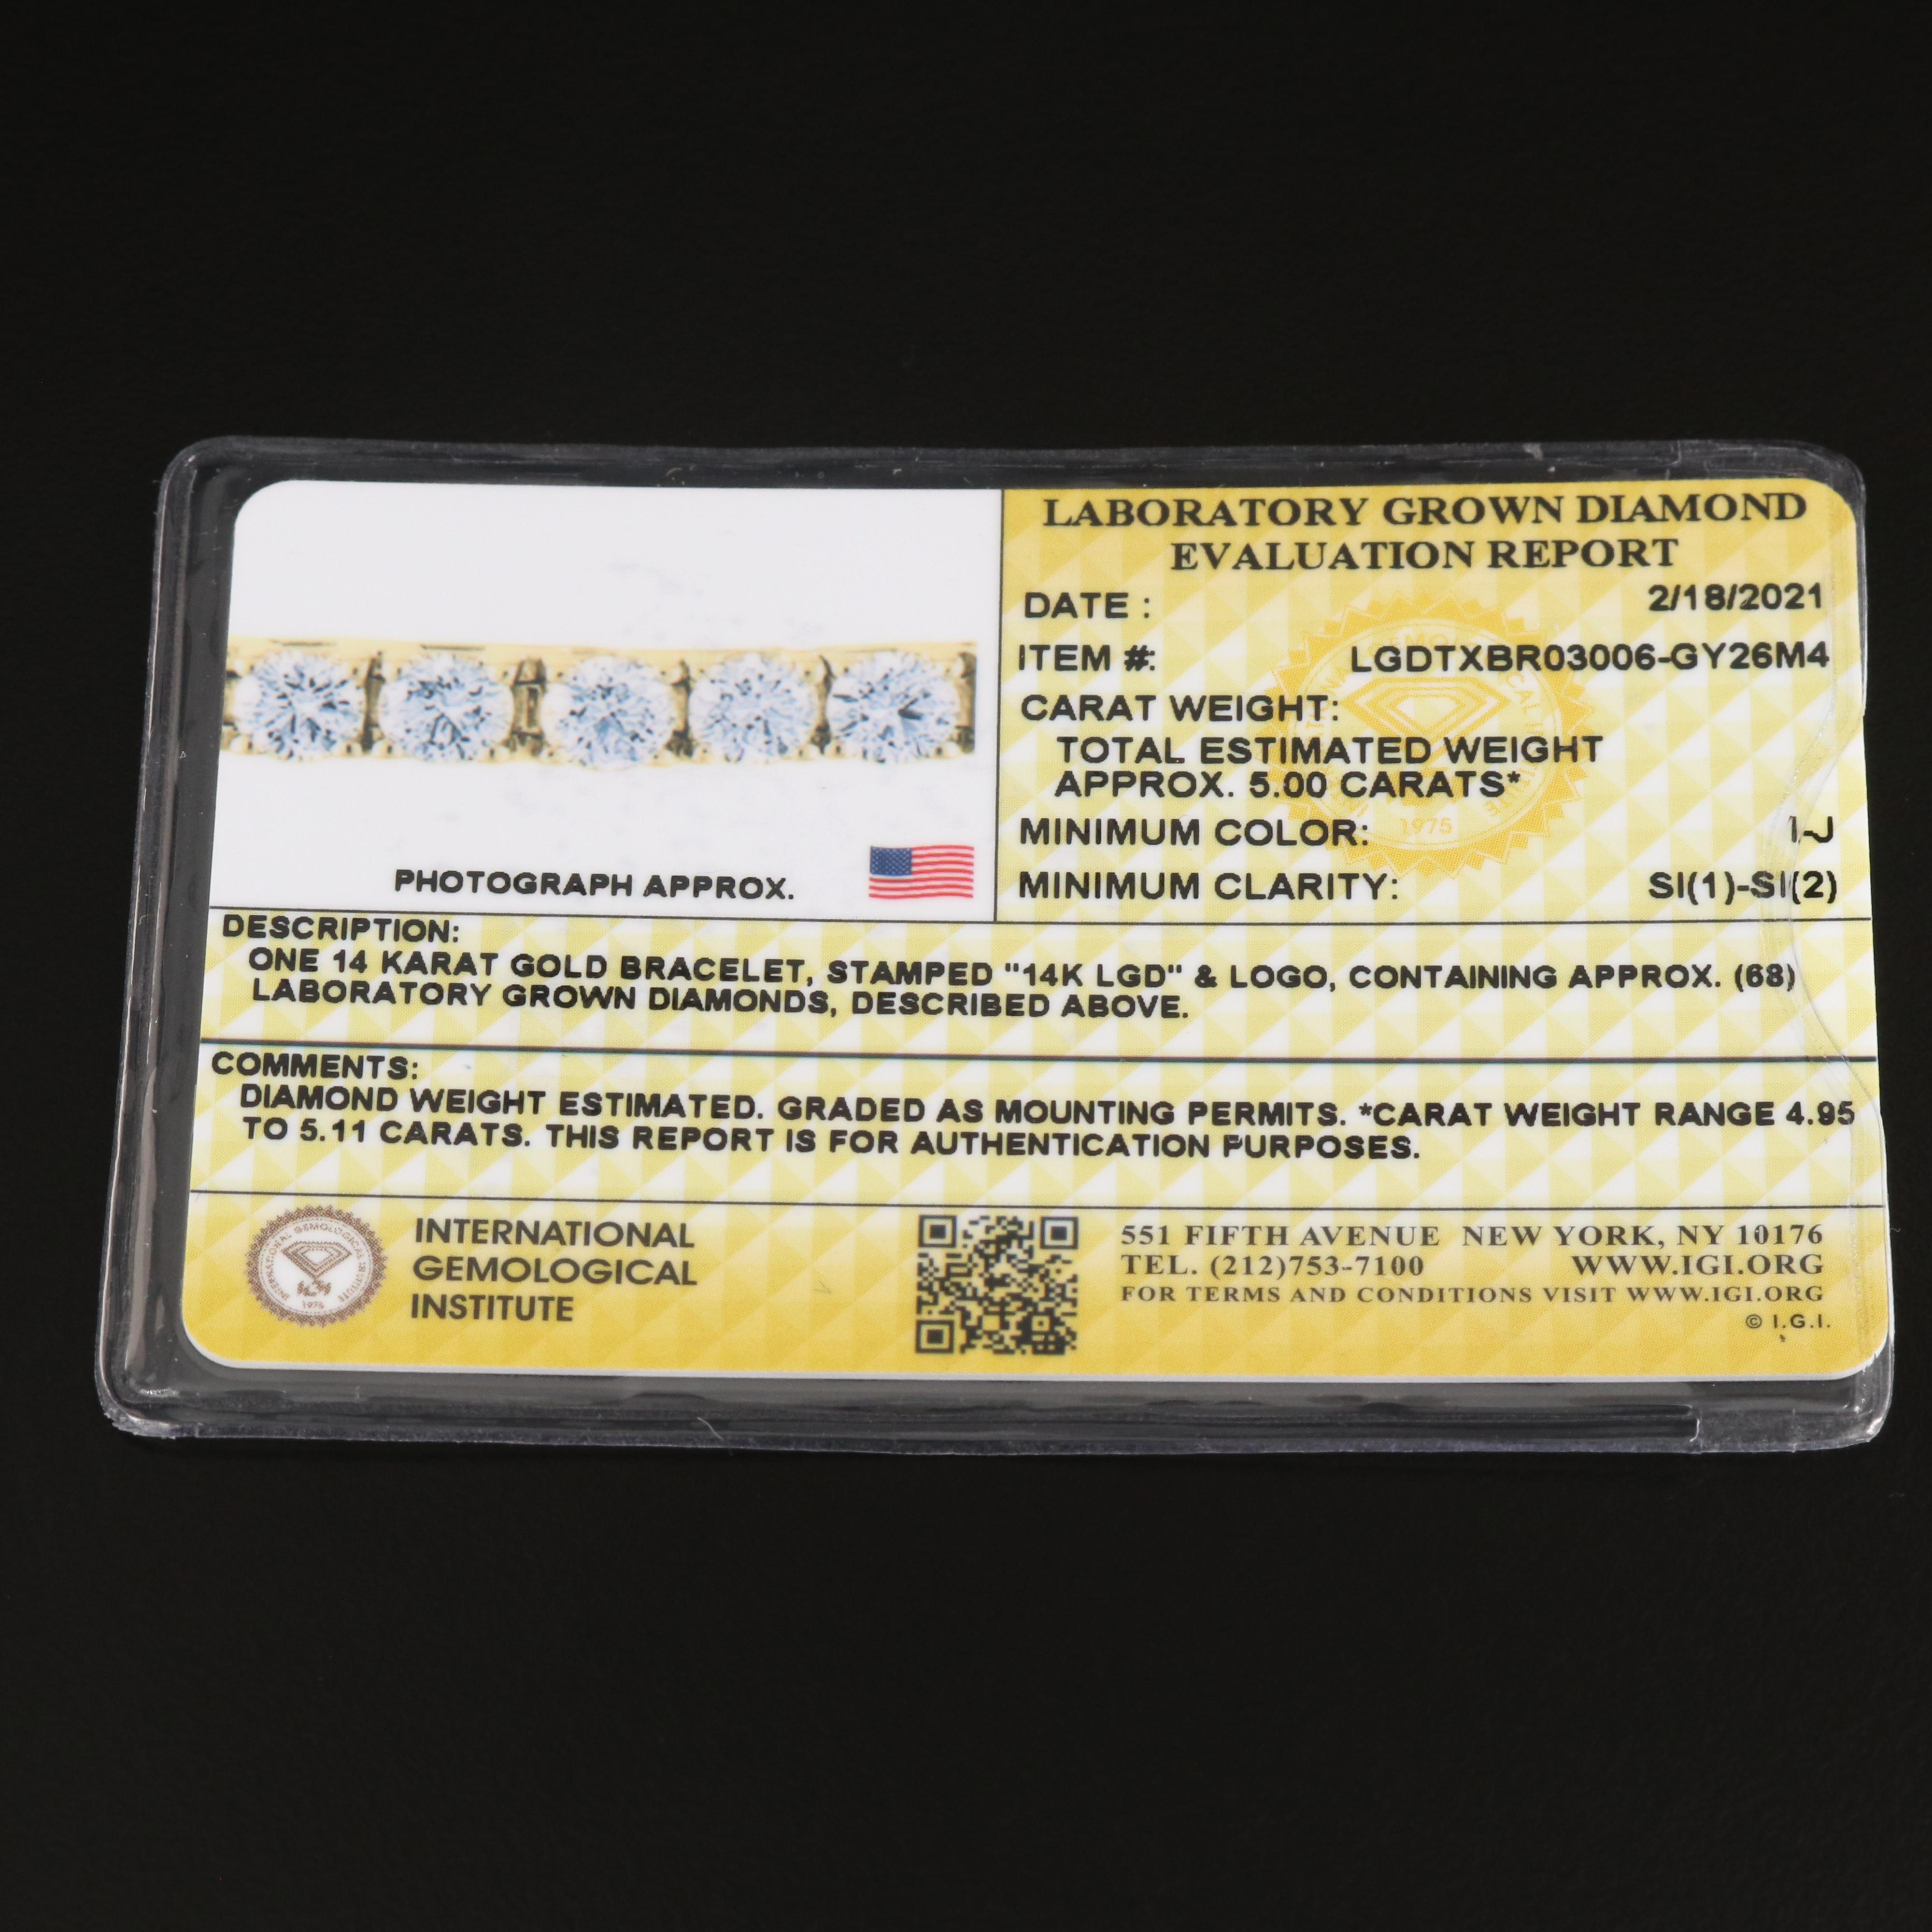 LABORATORY GROWN DIAMOND
EVALUATION REPORT
DATE : 2/18/2021
ITEM #: LGDTXBR03006-GY26M4
CARAT WEIGHT:
TOTAL ESTIMATED WEIGHT
APPROX. 5.00 CARATS*
MINIMUM COLOR: I-J
MINIMUM CLARITY: SI(1)-SI(2)
1975
PHOTOGRAPH APPROX.
DESCRIPTION:
ONE 14 KARAT GOLD BRACELET, STAMPED "14K LGD" & LOGO, CONTAINING APPROX. (68)
LABORATORY GROWN DIAMONDS, DESCRIBED ABOVE.
COMMENTS:
DIAMOND WEIGHT ESTIMATED. GRADED AS MOUNTING PERMITS. *CARAT WEIGHT RANGE 4.95
TO 5.11 CARATS. THIS REPORT IS FOR AUTHENTICATION PURPOSES.
INTERNATIONAL GEMOLOGICAL INSTITUTE
1975
INTERNATIONAL
GEMOLOGICAL
INSTITUTE
551 FIFTH AVENUE NEW YORK, NY 10176
TEL. (212)753-7100 WWW.IGI.ORG
FOR TERMS AND CONDITIONS VISIT WWW.IGI.ORG
© I.G.I.